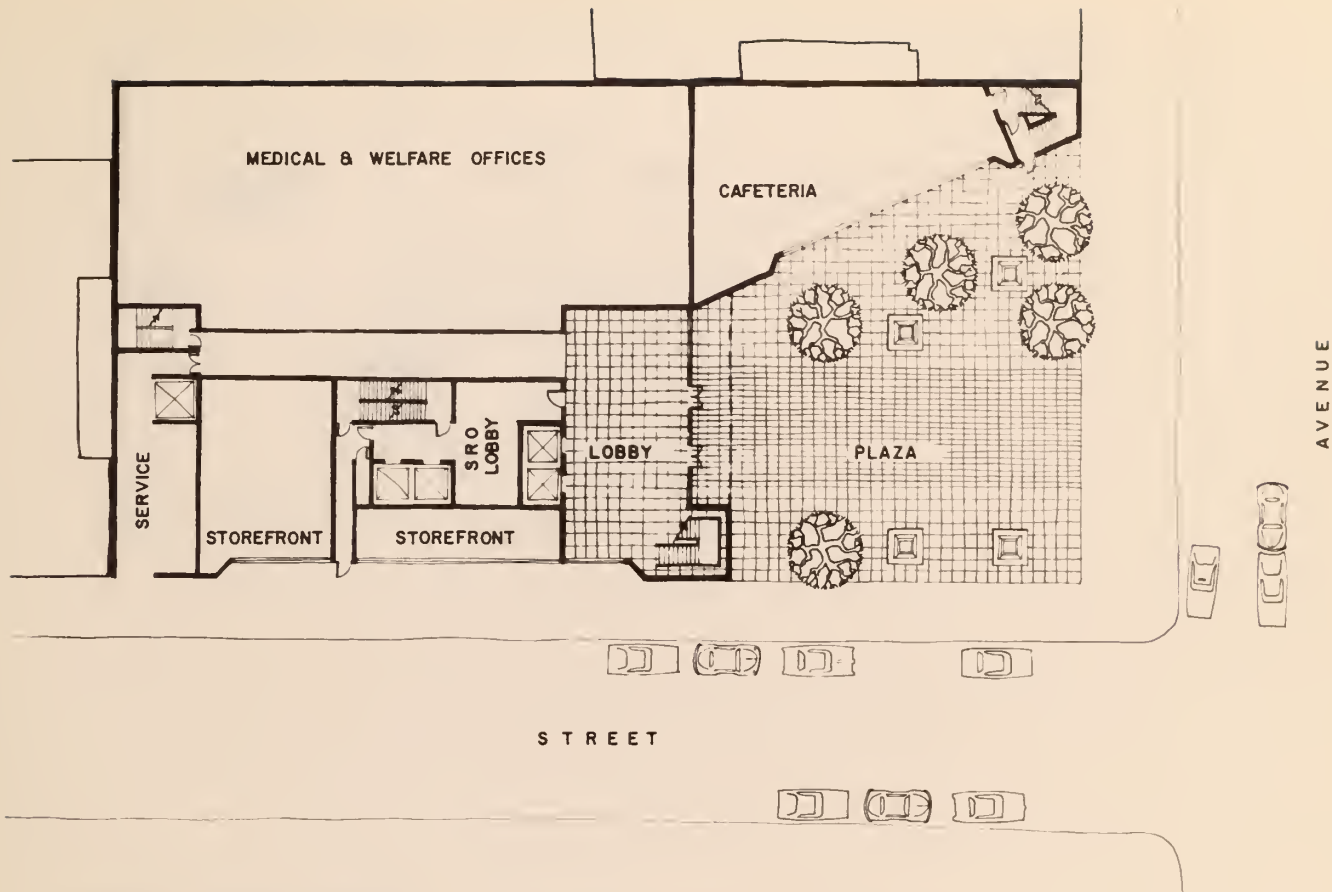 MEDICAL & WELFARE OFFICES
CAFETERIA
AVENUE
SRO
LOBBY
LOBBY
PLAZA
SERVICE
STOREFRONT
STOREFRONT
STREET